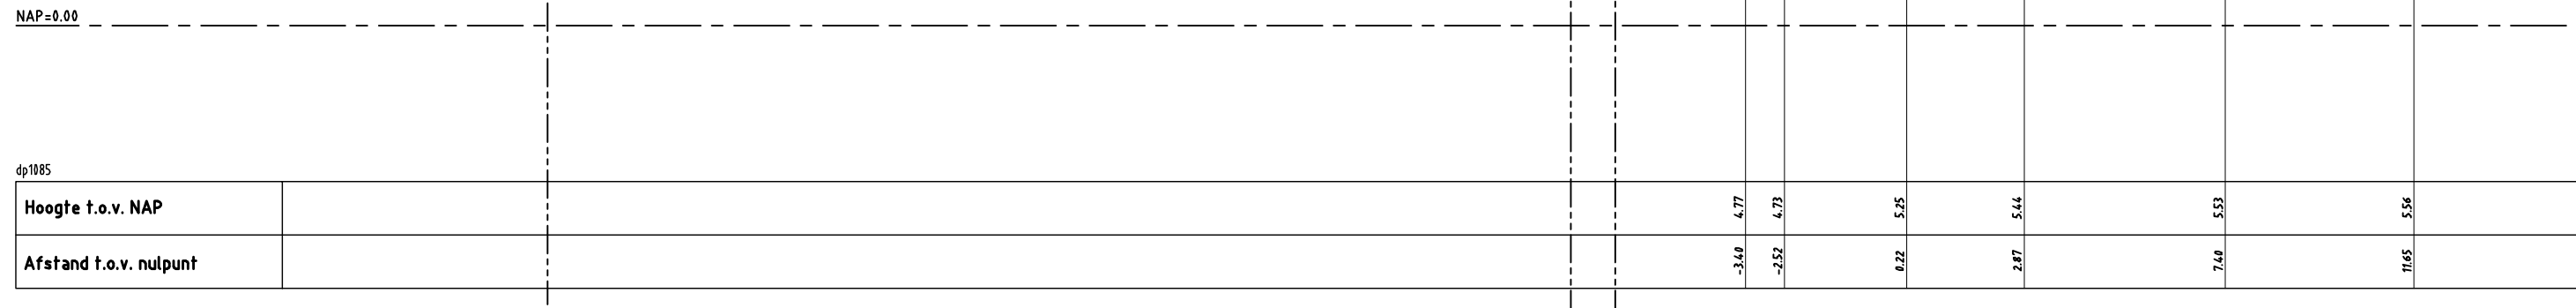 NAP=0.00
dp1085
Hoogte t.o.v. NAP 4.77 4.73 5.25 5.44 5.53 5.56
Afstand t.o.v. nulpunt -3.40 -2.52 0.22 2.87 7.40 11.65